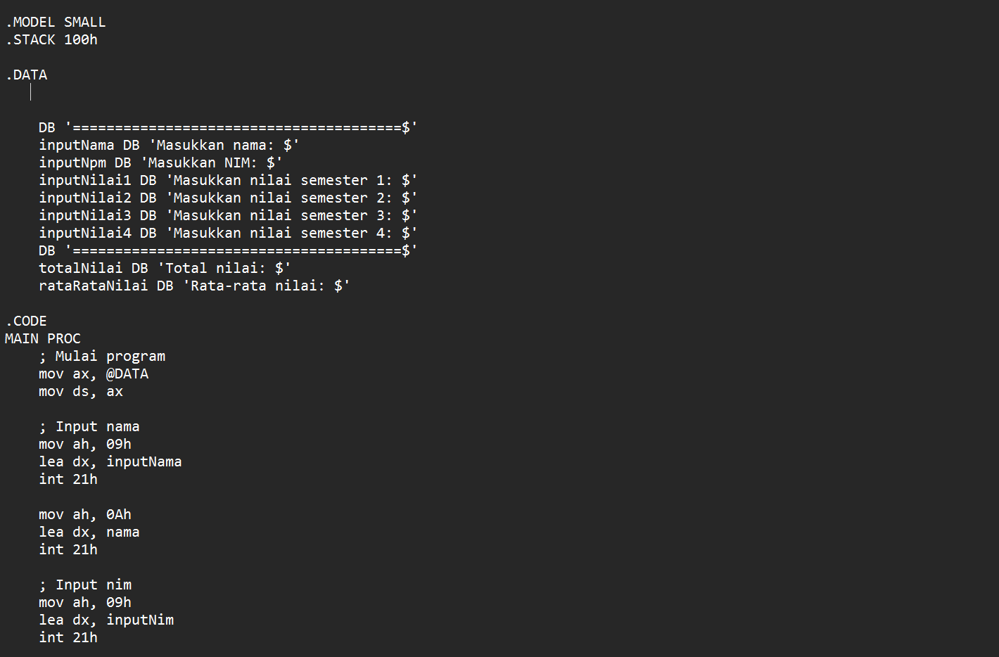 .MODEL SMALL
.STACK 100h
.DATA
DB '=======================================$'
inputNama DB 'Masukkan nama: $'
inputNpm DB 'Masukkan NIM: $'
inputNilai1 DB 'Masukkan nilai semester 1: $'
inputNilai2 DB 'Masukkan nilai semester 2: $'
inputNilai3 DB 'Masukkan nilai semester 3: $'
inputNilai4 DB 'Masukkan nilai semester 4: $'
DB '=======================================$'
totalNilai DB 'Total nilai: $'
rataRataNilai DB 'Rata-rata nilai: $'
.CODE
MAIN PROC
; Mulai program
mov ax, @DATA
mov ds, ax
; Input nama
mov ah, 09h
lea dx, inputNama
int 21h
mov ah, 0Ah
lea dx, nama
int 21h
; Input nim
mov ah, 09h
lea dx, inputNim
int 21h